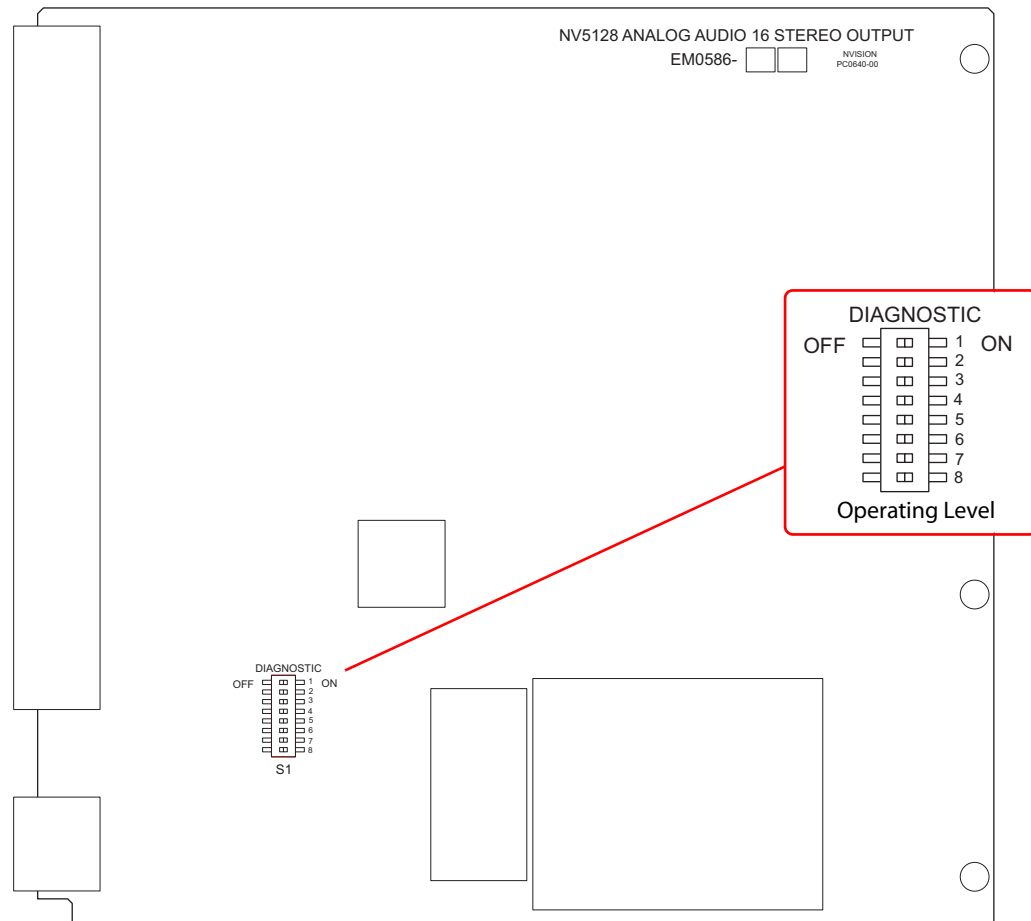 NV5128 ANALOG AUDIO 16 STEREO OUTPUT
EM0586-
NVISION
PC0640-00
DIAGNOSTIC
OFF 1 ON
2
3
4
5
6
7
8
Operating Level
DIAGNOSTIC
OFF 1 ON
2
3
4
5
6
7
8
S1